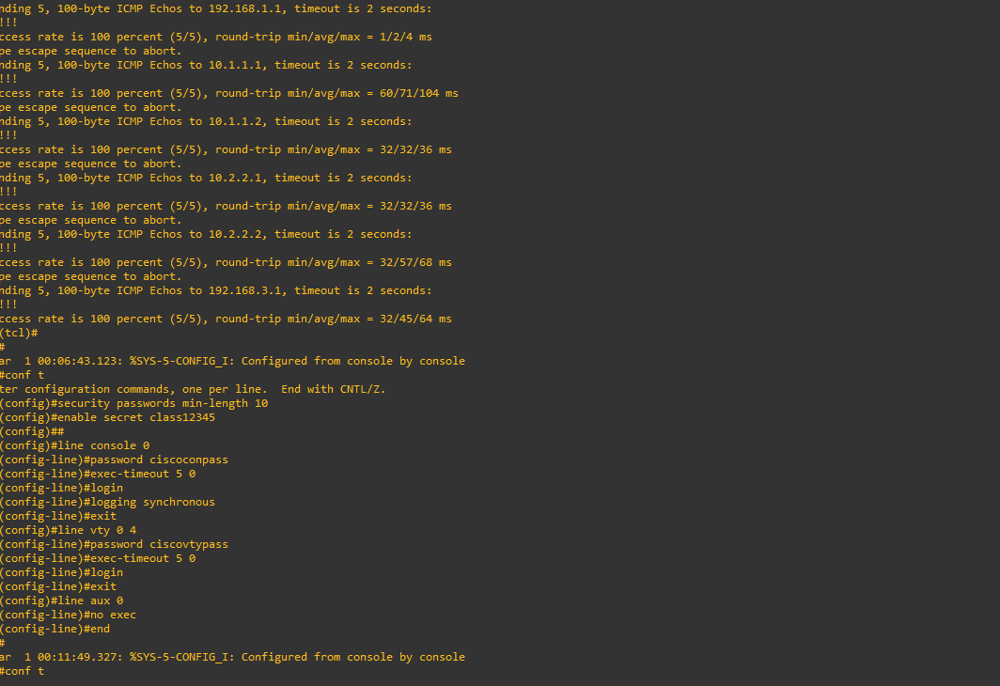 nding 5, 100-byte ICMP Echos to 192.168.1.1, timeout is 2 seconds:
!!!
ccess rate is 100 percent (5/5), round-trip min/avg/max = 1/2/4 ms
pe escape sequence to abort.
nding 5, 100-byte ICMP Echos to 10.1.1.1, timeout is 2 seconds:
!!!
ccess rate is 100 percent (5/5), round-trip min/avg/max = 60/71/104 ms
pe escape sequence to abort.
nding 5, 100-byte ICMP Echos to 10.1.1.2, timeout is 2 seconds:
!!!
ccess rate is 100 percent (5/5), round-trip min/avg/max = 32/32/36 ms
pe escape sequence to abort.
nding 5, 100-byte ICMP Echos to 10.2.2.1, timeout is 2 seconds:
!!!
ccess rate is 100 percent (5/5), round-trip min/avg/max = 32/32/36 ms
pe escape sequence to abort.
nding 5, 100-byte ICMP Echos to 10.2.2.2, timeout is 2 seconds:
!!!
ccess rate is 100 percent (5/5), round-trip min/avg/max = 32/57/68 ms
pe escape sequence to abort.
nding 5, 100-byte ICMP Echos to 192.168.3.1, timeout is 2 seconds:
!!!
ccess rate is 100 percent (5/5), round-trip min/avg/max = 32/45/64 ms
(tcl)#
#
ar  1 00:06:43.123: %SYS-5-CONFIG_I: Configured from console by console
#conf t
ter configuration commands, one per line.  End with CNTL/Z.
(config)#security passwords min-length 10
(config)#enable secret class12345
(config)##
(config)#line console 0
(config-line)#password ciscoconpass
(config-line)#exec-timeout 5 0
(config-line)#login
(config-line)#logging synchronous
(config-line)#exit
(config)#line vty 0 4
(config-line)#password ciscovtypass
(config-line)#exec-timeout 5 0
(config-line)#login
(config-line)#exit
(config)#line aux 0
(config-line)#no exec
(config-line)#end
#
ar  1 00:11:49.327: %SYS-5-CONFIG_I: Configured from console by console
#conf t